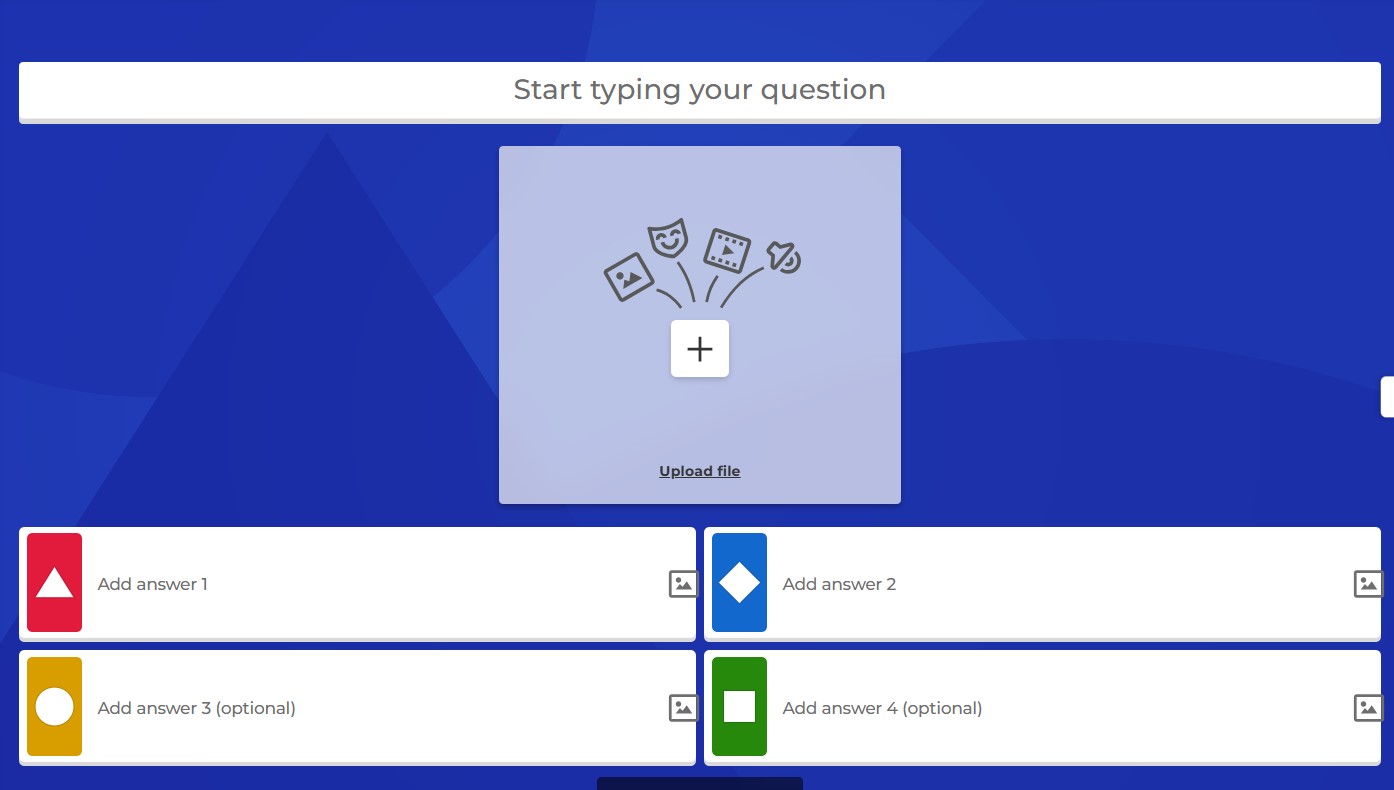 Start typing your question
Upload file
Add answer 1
Add answer 2
Add answer 3 (optional)
Add answer 4 (optional)